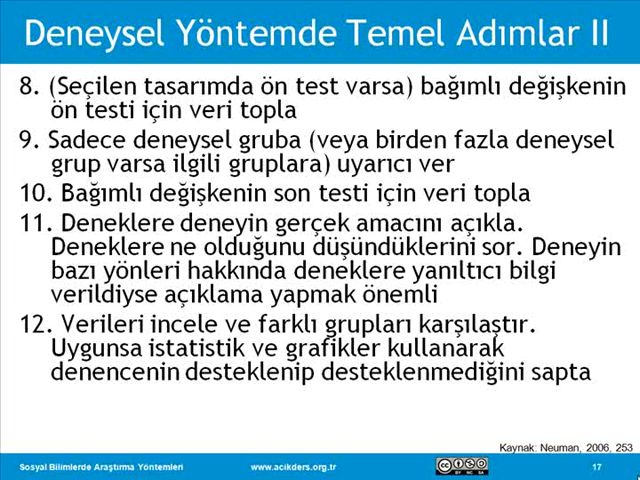 Deneysel Yöntemde Temel Adımlar II
8. (Seçilen tasarımda ön test varsa) bağımlı değişkenin
ön testi için veri topla
9. Sadece deneysel gruba (veya birden fazla deneysel
grup varsa ilgili gruplara) uyarıcı ver
10. Bağımlı değişkenin son testi için veri topla
11. Deneklere deneyin gerçek amacını açıkla.
Deneklere ne olduğunu düşündüklerini sor. Deneyin
bazı yönleri hakkında deneklere yanıltıcı bilgi
verildiyse açıklama yapmak önemli
12. Verileri incele ve farklı grupları karşılaştır.
Uygunsa istatistik ve grafikler kullanarak
denencenin desteklenip desteklenmediğini sapta
Kaynak: Neuman, 2006, 253
Sosyal Bilimlerde Araştırma Yöntemleri www.acikders.org.tr cc BY NC SA 17